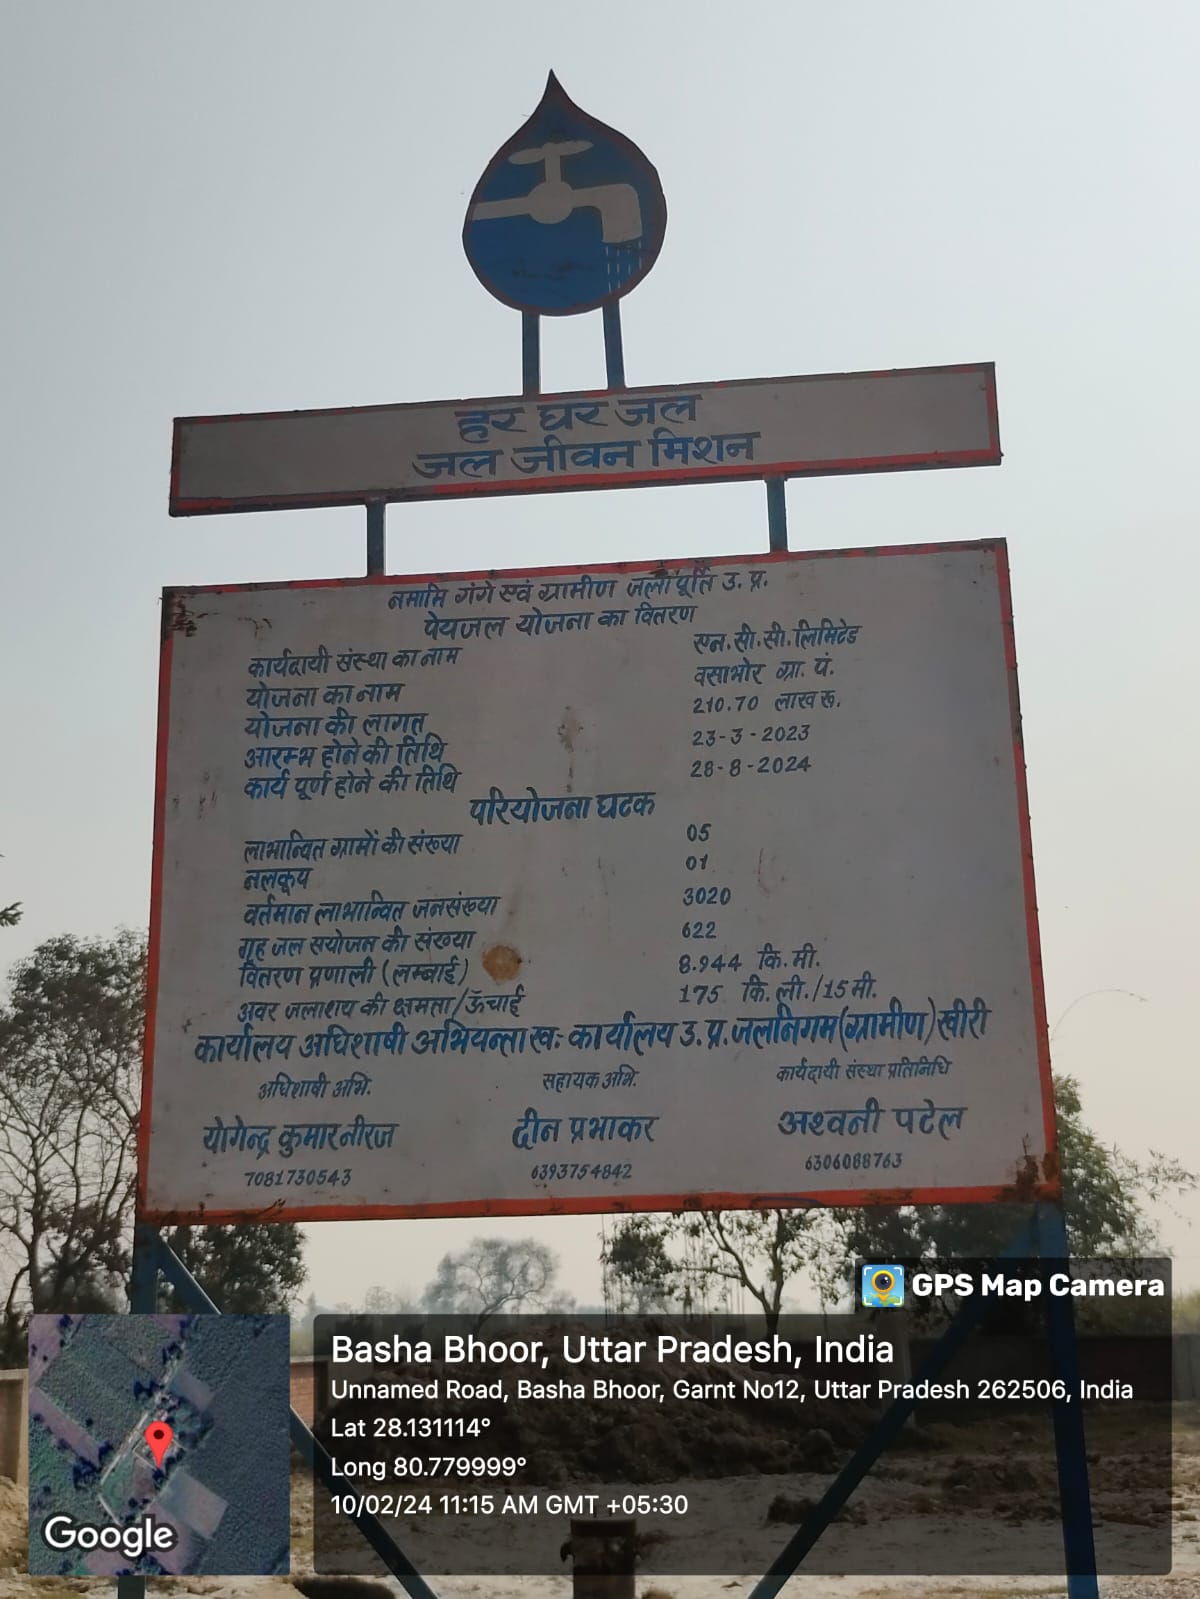 हर घर जल
जल जीवन मिशन
नमामि गंगे एवं ग्रामीण जलापूर्ति उ. प्र.
पेयजल योजना का वितरण
कार्यदायी संस्था का नाम एन. सी. सी. लिमिटेड
योजना का नाम वसाभोर ग्रा. पं.
योजना की लागत 210.70 लाख रू.
आरम्भ होने की तिथि 23-3-2023
कार्य पूर्ण होने की तिथि 28-8-2024
परियोजना घटक
लाभान्वित ग्रामों की संख्या 05
नलकूप 01
वर्तमान लाभान्वित जनसंख्या 3020
गृह जल सयोजन की संख्या 622
वितरण प्रणाली (लम्बाई) 8.944 कि. मी.
अवर जलाशय की क्षमता/ऊँचाई 175 कि. ली./15 मी.
कार्यालय अधिशाषी अभियन्ता खः कार्यालय उ. प्र. जलनिगम (ग्रामीण) खीरी
अधिशाषी अभि. सहायक अभि. कार्यदायी संस्था प्रतिनिधि
योगेन्द्र कुमार नीरज दीन प्रभाकर अश्वनी पटेल
7081730543 6393754842 6306088763
GPS Map Camera
Basha Bhoor, Uttar Pradesh, India
Unnamed Road, Basha Bhoor, Garnt No12, Uttar Pradesh 262506, India
Lat 28.131114°
Long 80.779999°
10/02/24 11:15 AM GMT +05:30
Google